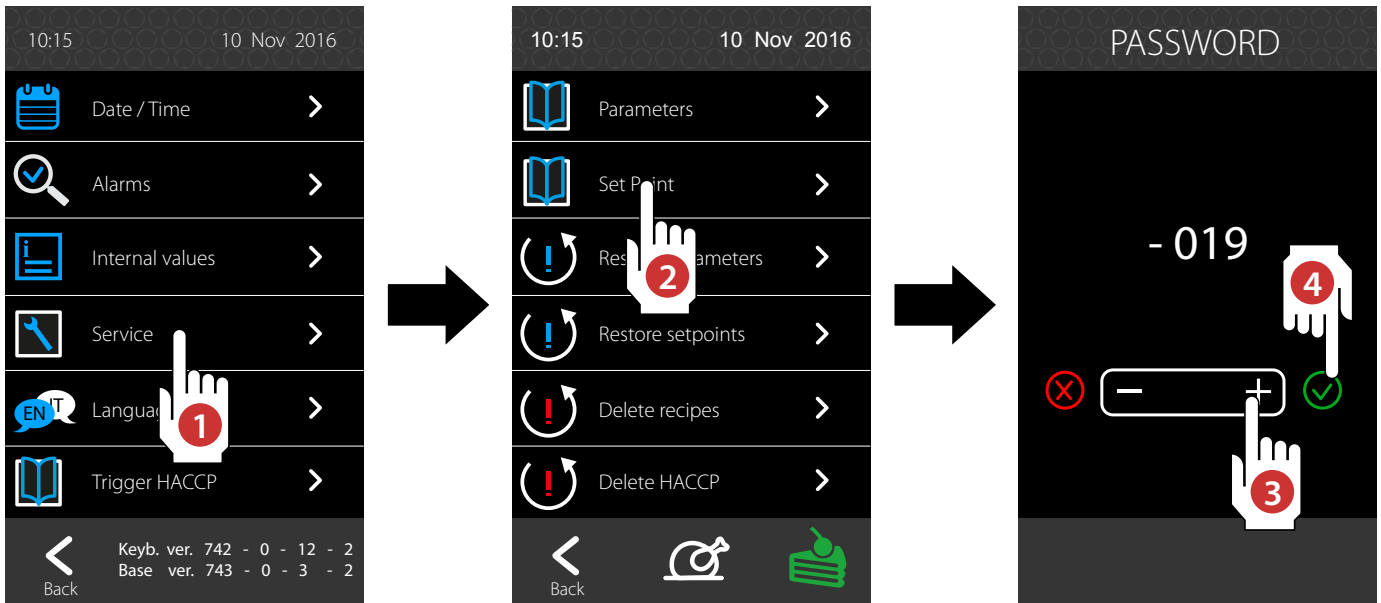 10:15 10 Nov 2016
Date / Time
Alarms
i
Internal values
Service
EN IT
1
Trigger HACCP
Back
Keyb. ver. 742 - 0 - 12 - 2
Base ver. 743 - 0 - 3 - 2
10:15 10 Nov 2016
Parameters
Set Point
2
Restore setpoints
Delete recipes
Delete HACCP
Back
PASSWORD
- 019
4
3